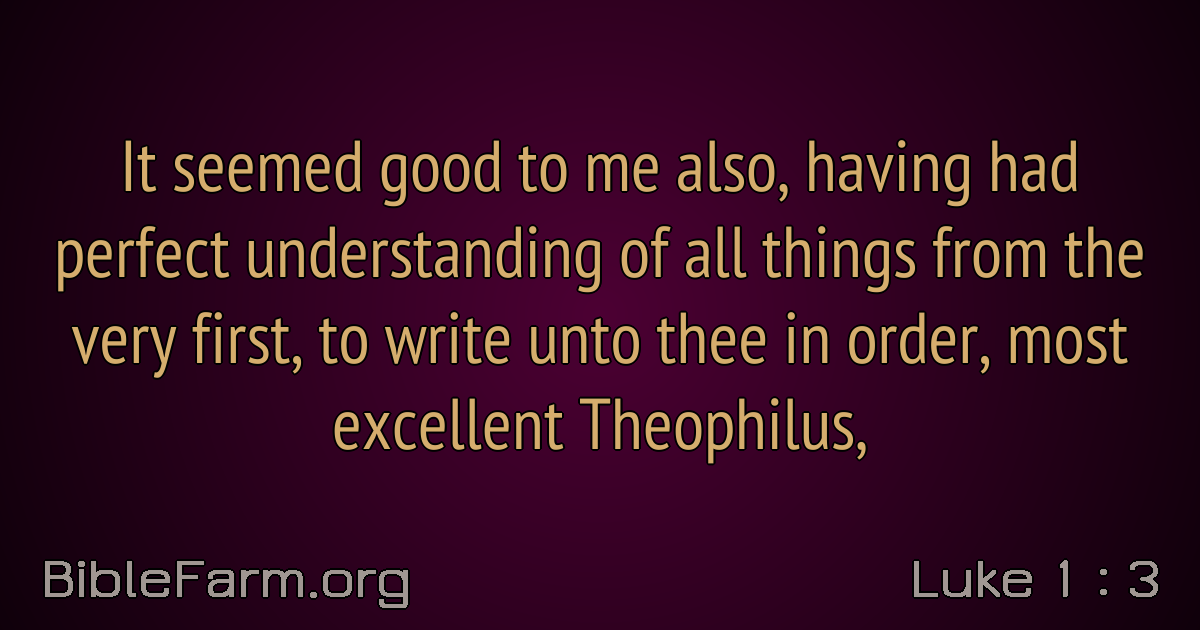 It seemed good to me also, having had
perfect understanding of all things from the
very first, to write unto thee in order, most
excellent Theophilus,
BibleFarm.org
Luke 1 : 3